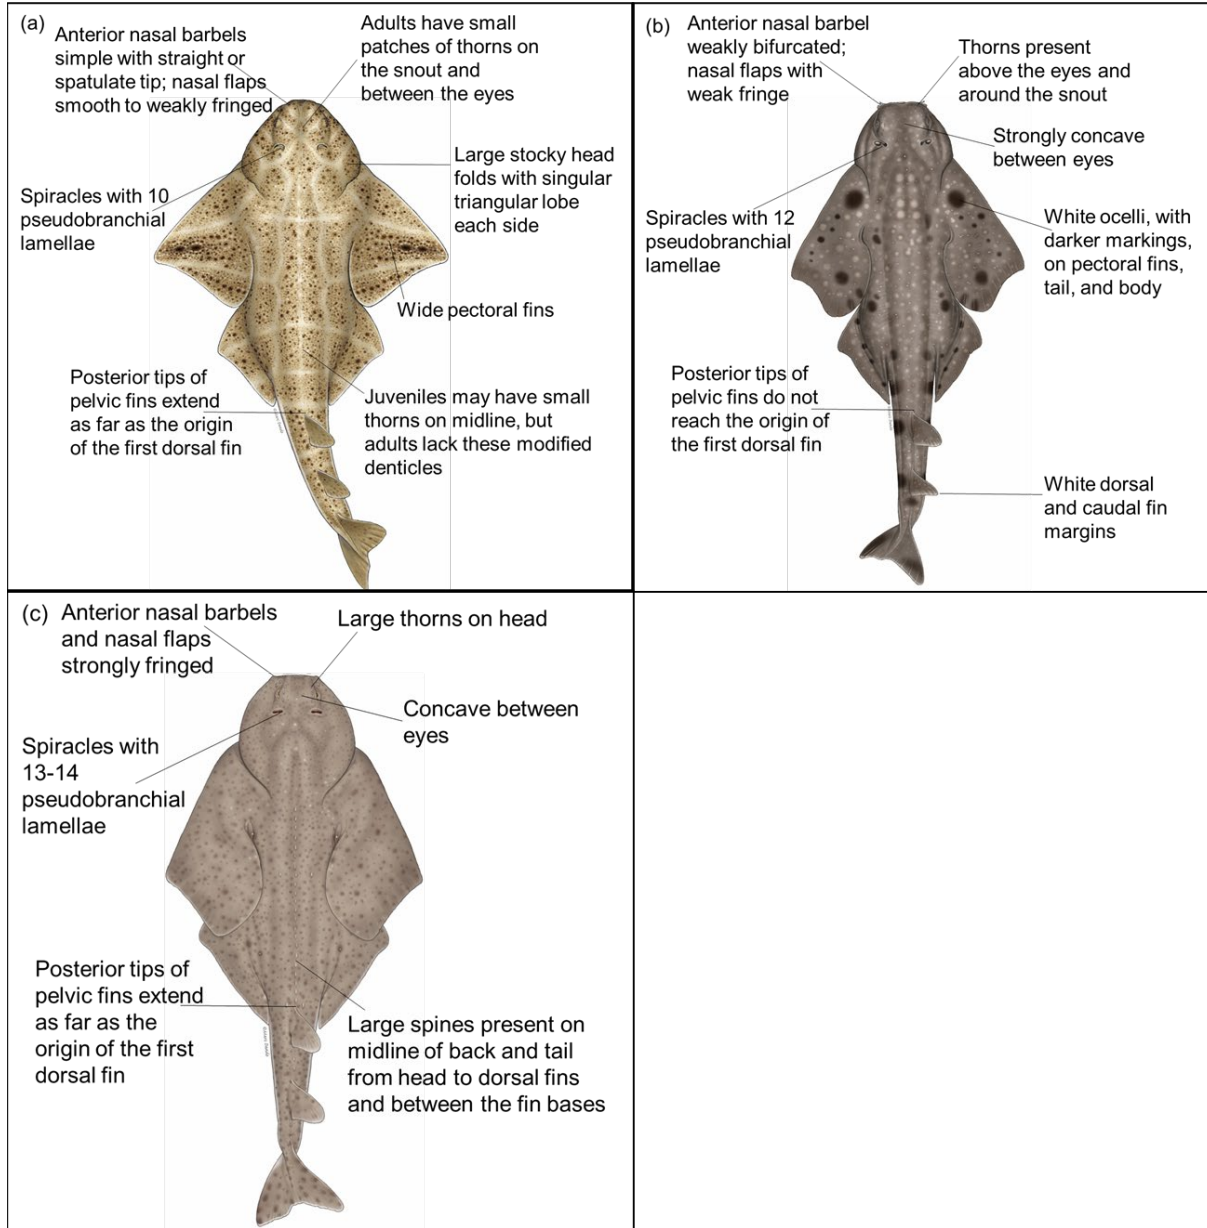 (a)
Anterior nasal barbels
simple with straight or
spatulate tip; nasal flaps
smooth to weakly fringed
Adults have small
patches of thorns on
the snout and
between the eyes
Spiracles with 10
pseudobranchial
lamellae
Large stocky head
folds with singular
triangular lobe
each side
Wide pectoral fins
Posterior tips of
pelvic fins extend
as far as the origin
of the first dorsal fin
Juveniles may have small
thorns on midline, but
adults lack these modified
denticles
(b)
Anterior nasal barbel
weakly bifurcated;
nasal flaps with
weak fringe
Thorns present
above the eyes and
around the snout
Strongly concave
between eyes
Spiracles with 12
pseudobranchial
lamellae
White ocelli, with
darker markings,
on pectoral fins,
tail, and body
Posterior tips of
pelvic fins do not
reach the origin of
the first dorsal fin
White dorsal
and caudal fin
margins
(c)
Anterior nasal barbels
and nasal flaps
strongly fringed
Large thorns on head
Concave between
eyes
Spiracles with
13-14
pseudobranchial
lamellae
Posterior tips of
pelvic fins extend
as far as the
origin of the first
dorsal fin
Large spines present on
midline of back and tail
from head to dorsal fins
and between the fin bases